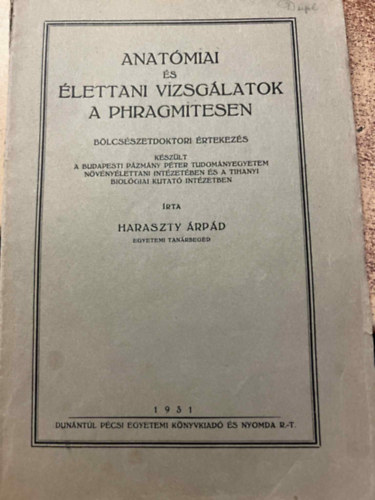 ANATÓMIAI
ÉS
ÉLETTANI VIZSGÁLATOK
A PHRAGMITESEN
BÖLCSÉSZETDOKTORI ÉRTEKEZÉS
KÉSZÜLT
A BUDAPESTI PÁZMÁNY PÉTER TUDOMÁNYEGYETEM
NÖVÉNYÉLETTANI INTÉZETÉBEN ÉS A TIHANYI
BIOLÓGIAI KUTATÓ INTÉZETBEN
ÍRTA
HARASZTY ÁRPÁD
EGYETEMI TANÁRSEGÉD
1931
DUNÁNTÚL PÉCSI EGYETEMI KÖNYVKIADÓ ÉS NYOMDA R.-T.